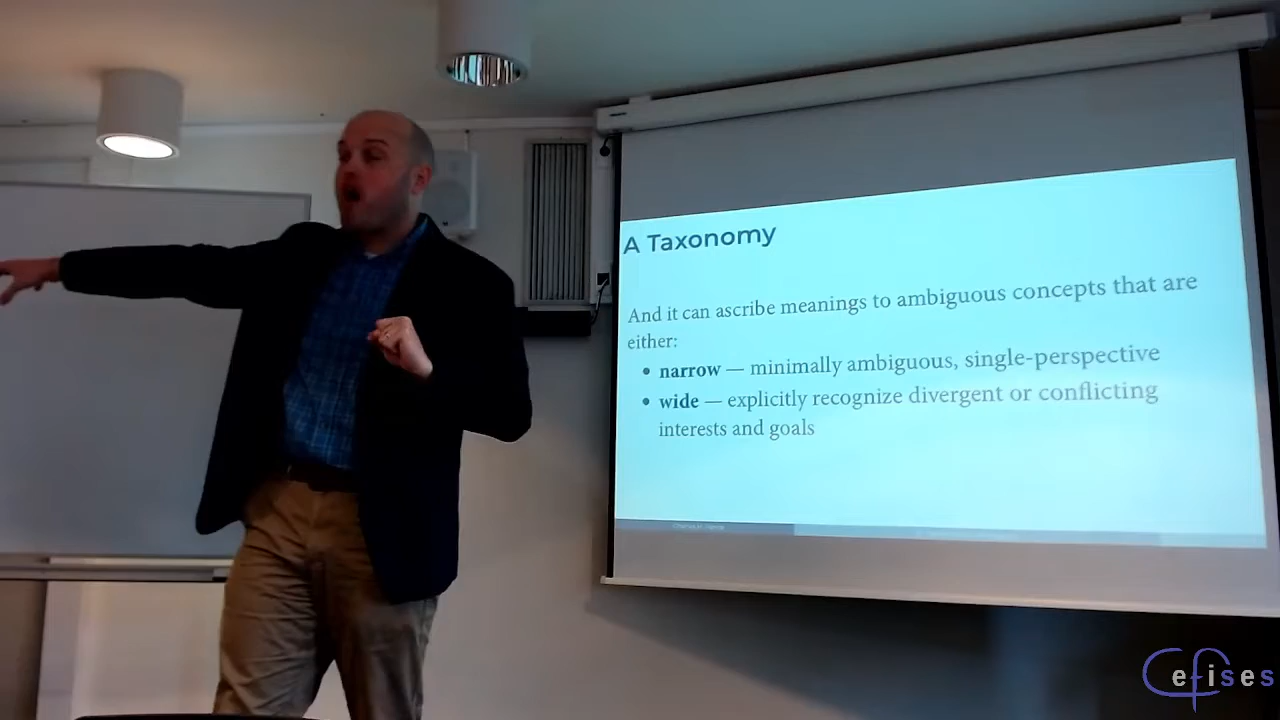 A Taxonomy
And it can ascribe meanings to ambiguous concepts that are
either:
• narrow — minimally ambiguous, single-perspective
• wide — explicitly recognize divergent or conflicting
interests and goals
Cefises